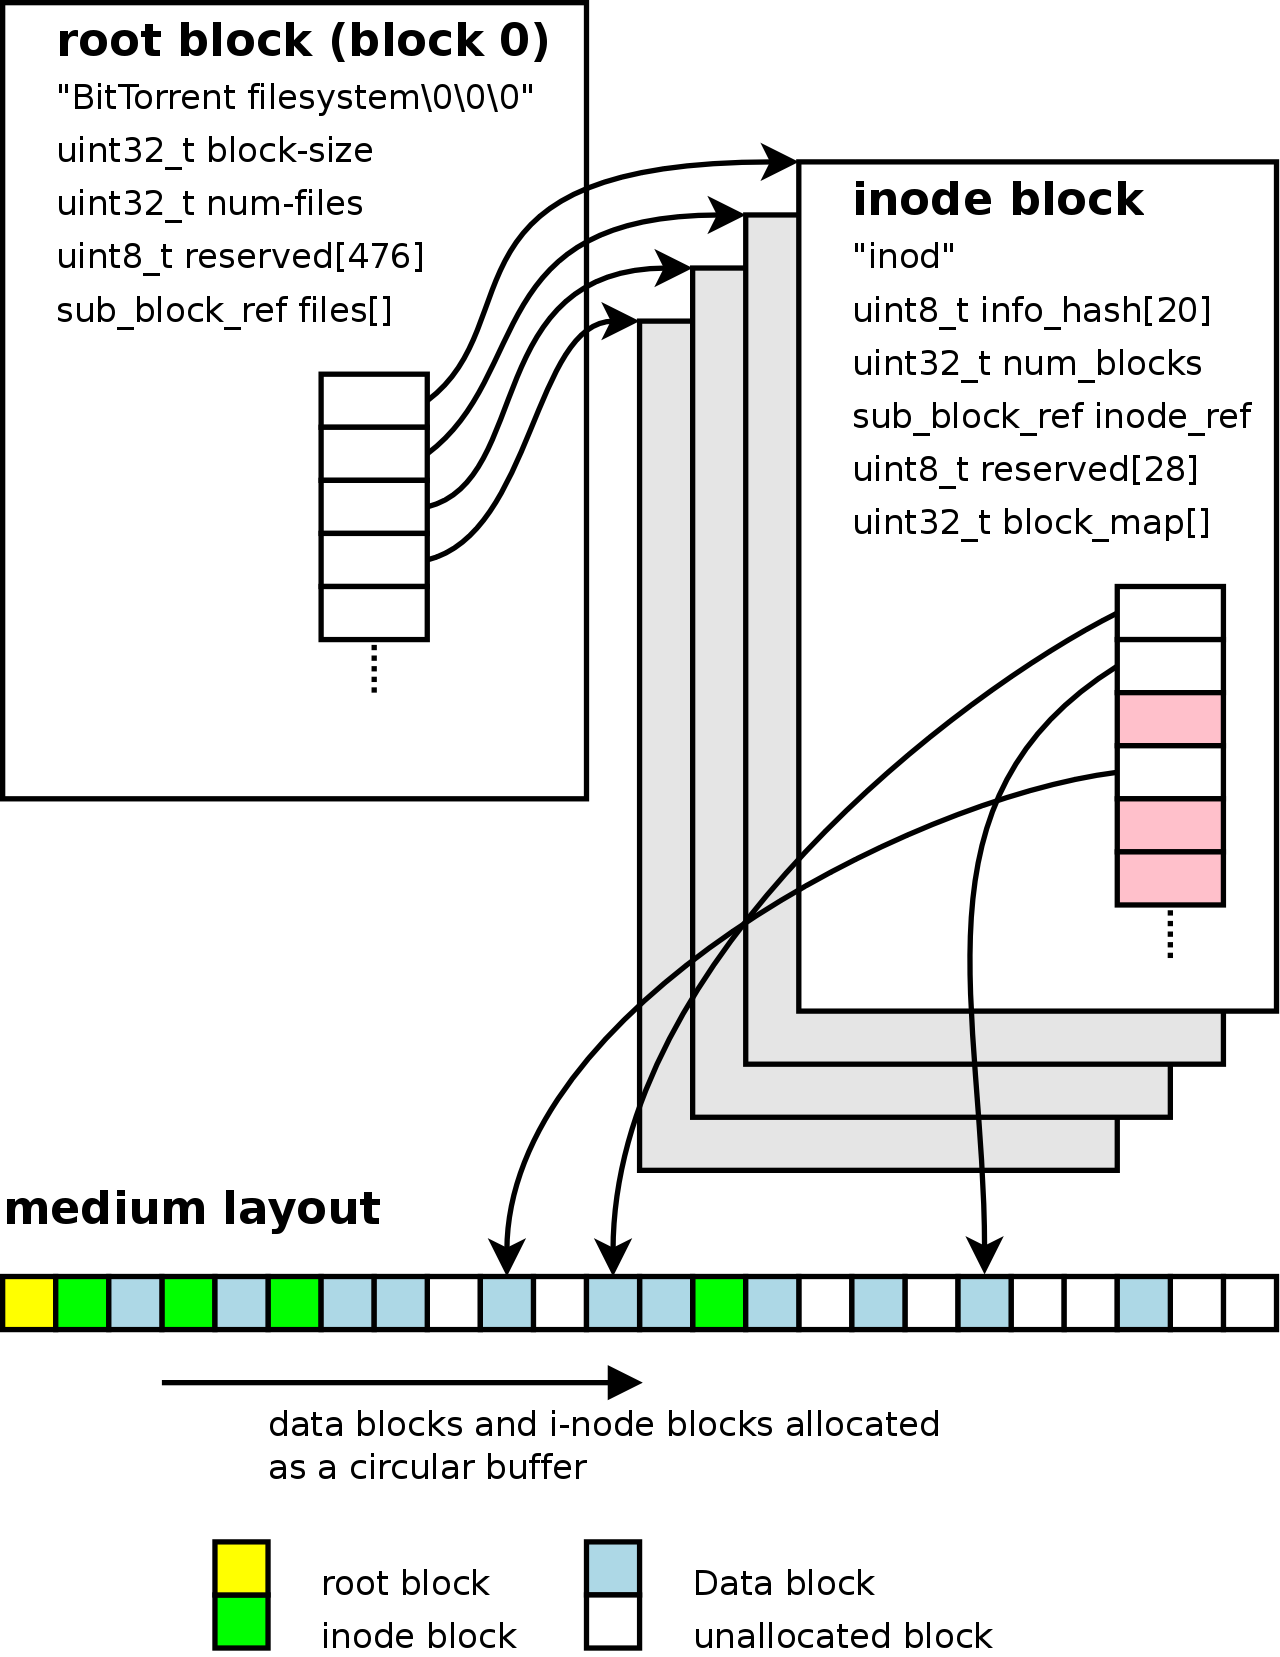 root block (block 0)
"BitTorrent filesystem\0\0\0"
uint32_t block-size
uint32_t num-files
uint8_t reserved[476]
sub_block_ref files[]
inode block
"inod"
uint8_t info_hash[20]
uint32_t num_blocks
sub_block_ref inode_ref
uint8_t reserved[28]
uint32_t block_map[]
medium layout
data blocks and i-node blocks allocated
as a circular buffer
root block
inode block
Data block
unallocated block